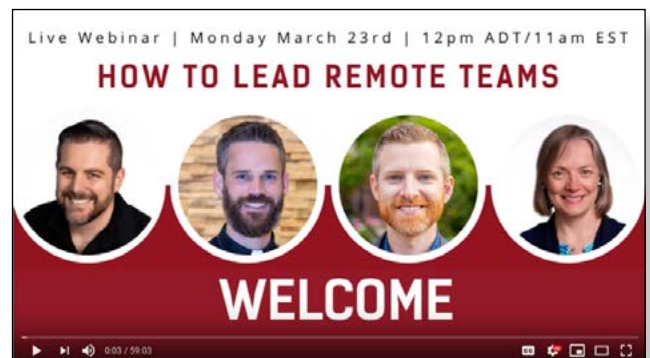 Live Webinar | Monday March 23rd | 12pm ADT/11am EST
HOW TO LEAD REMOTE TEAMS
WELCOME
0:03 / 59:03